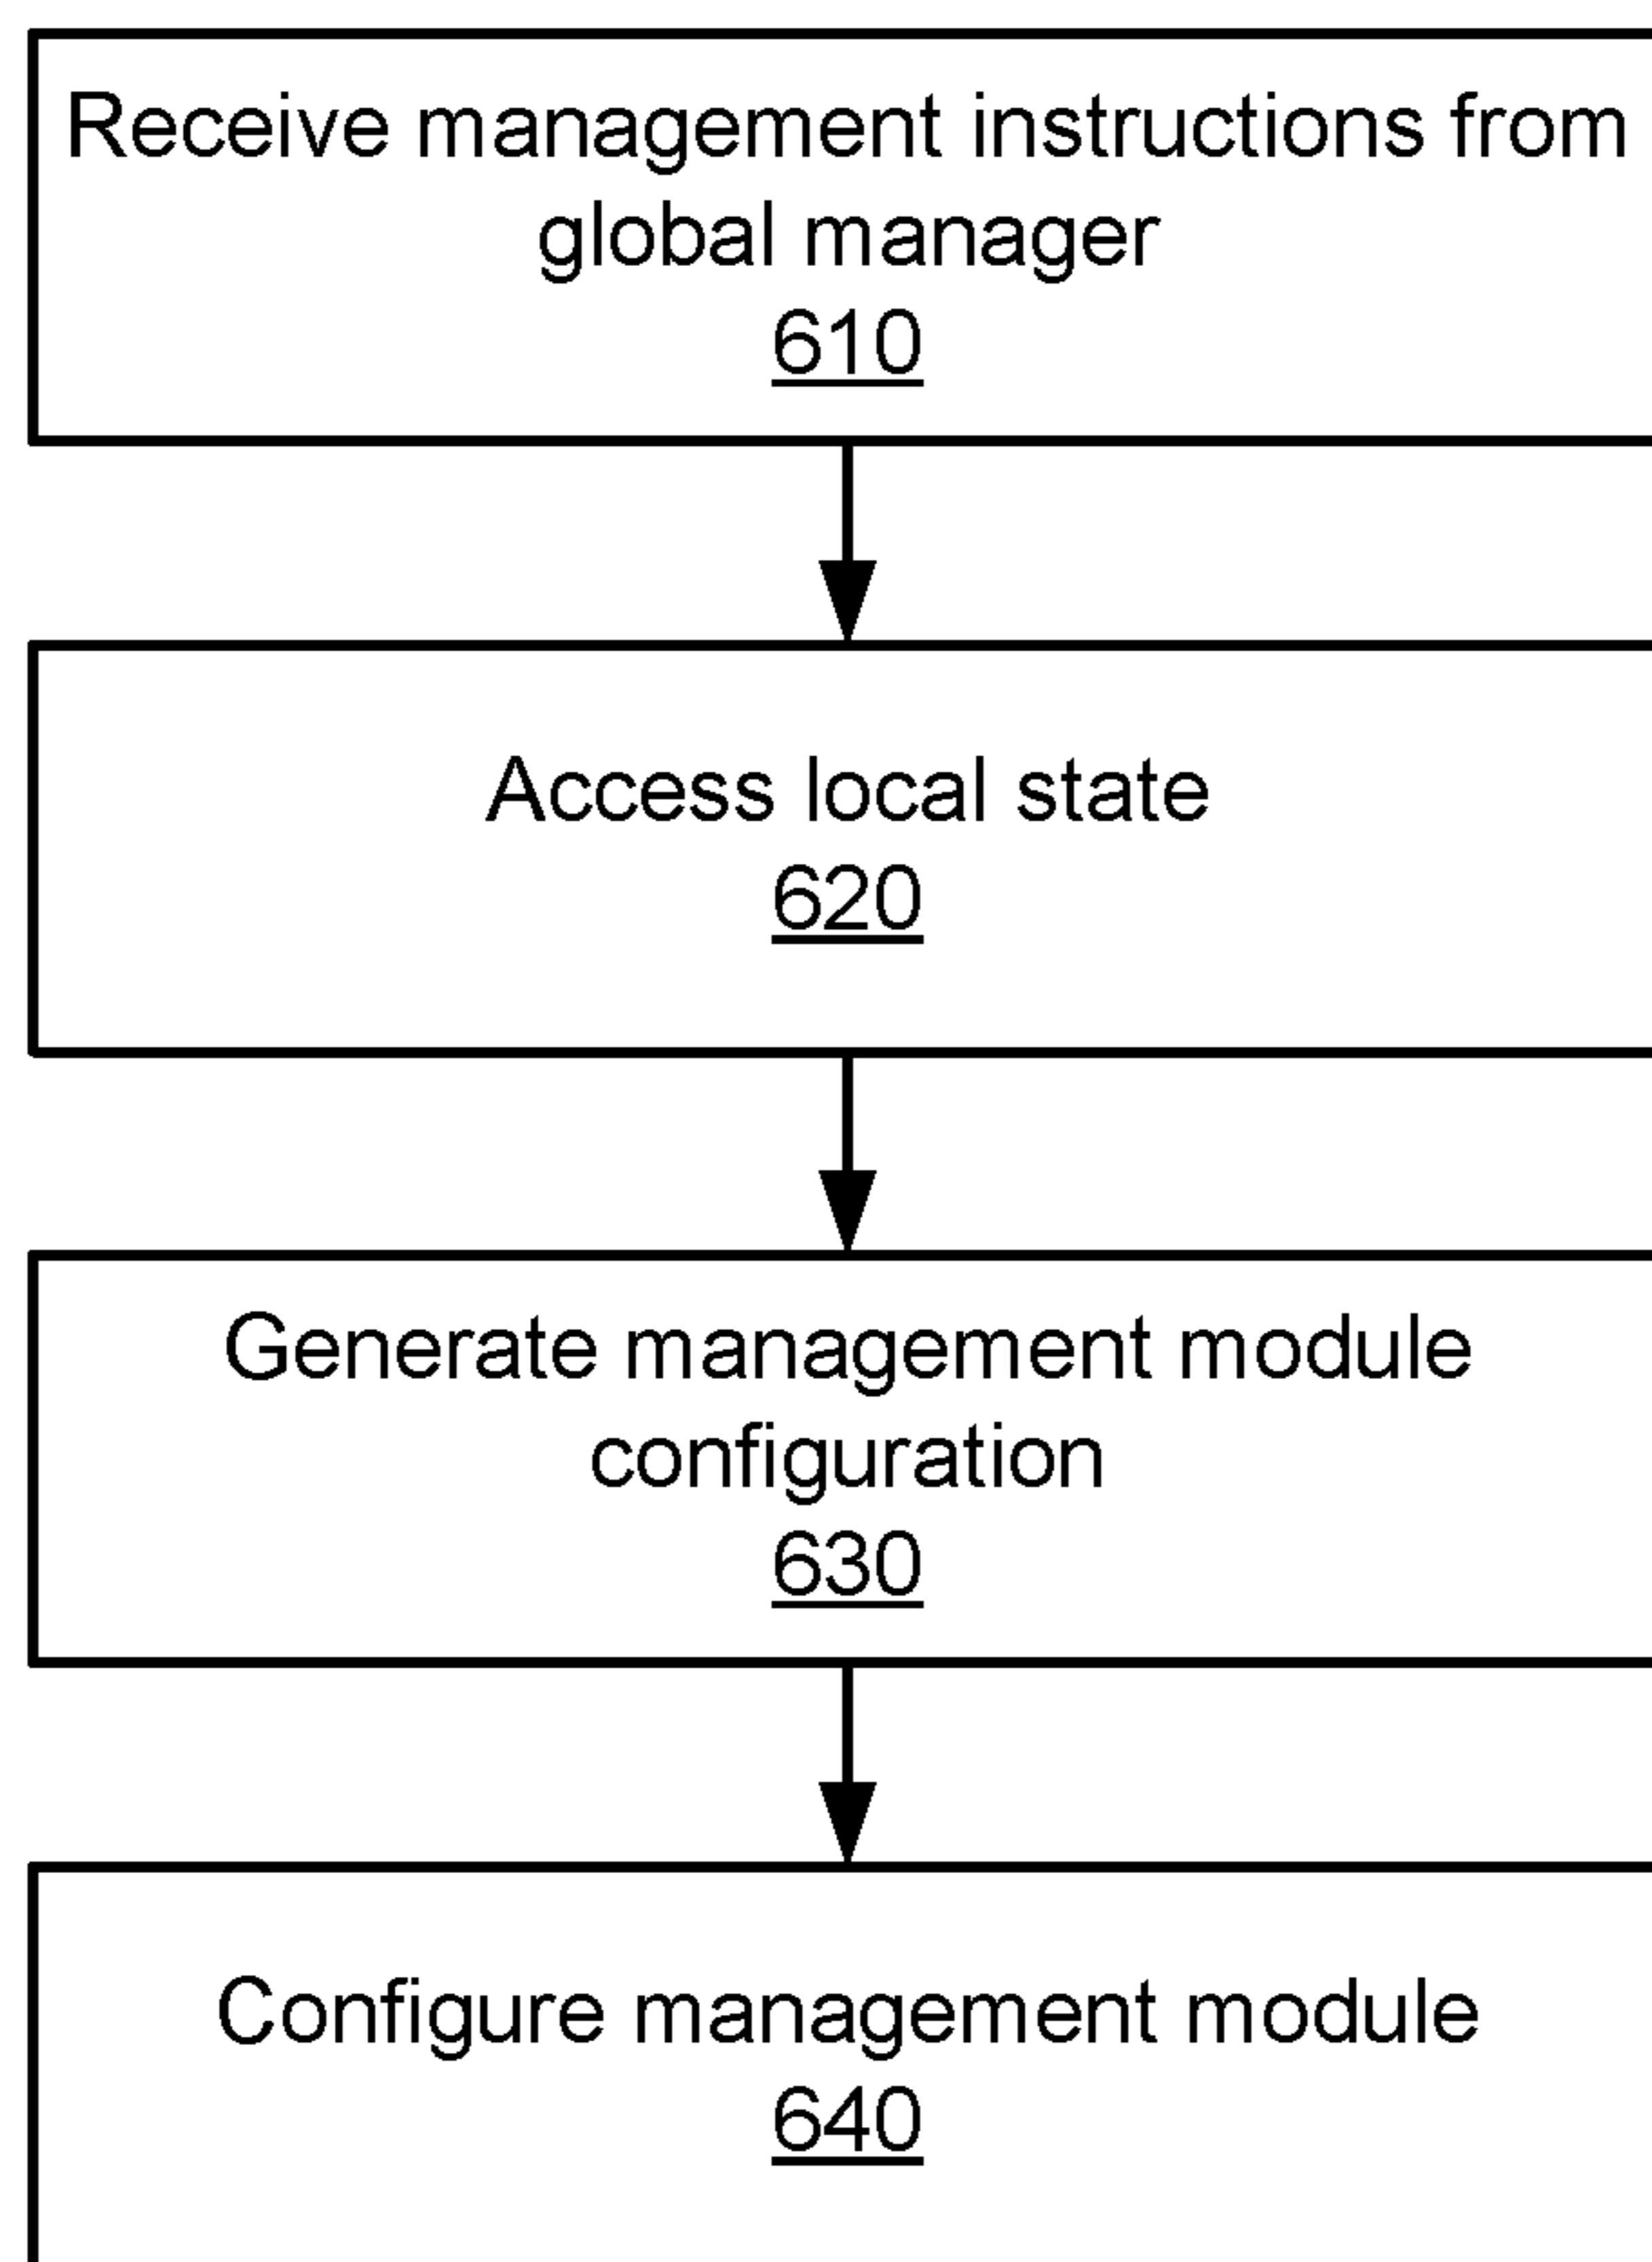 Receive management instructions from
global manager
610
Access local state
620
Generate management module
configuration
630
Configure management module
640